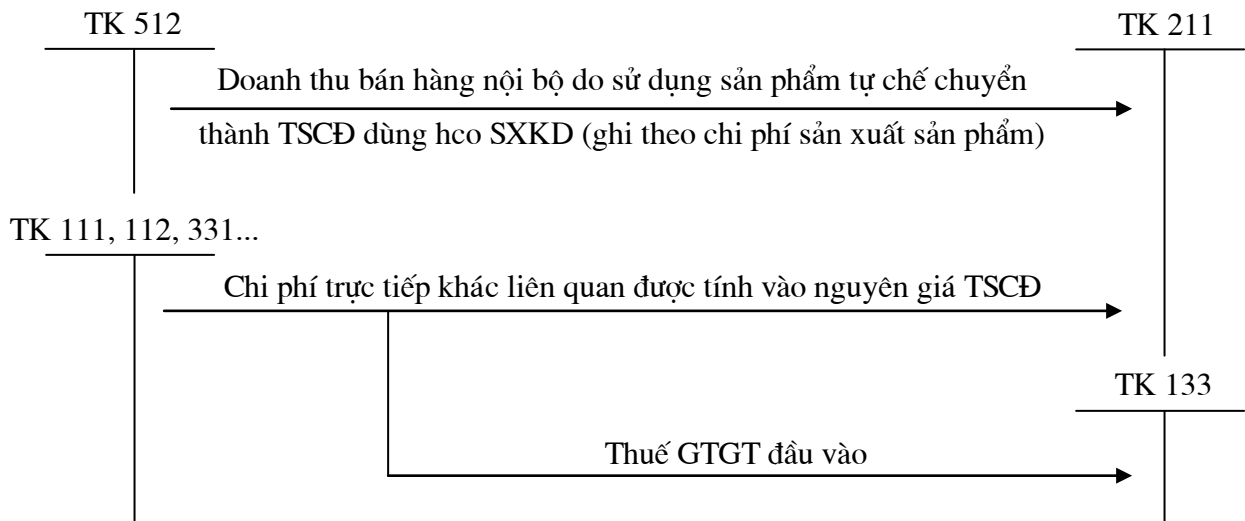 TK 512
TK 211
Doanh thu bán hàng nội bộ do sử dụng sản phẩm tự chế chuyển
thành TSCĐ dùng hco SXKD (ghi theo chi phí sản xuất sản phẩm)
TK 111, 112, 331...
Chi phí trực tiếp khác liên quan được tính vào nguyên giá TSCĐ
TK 133
Thuế GTGT đầu vào